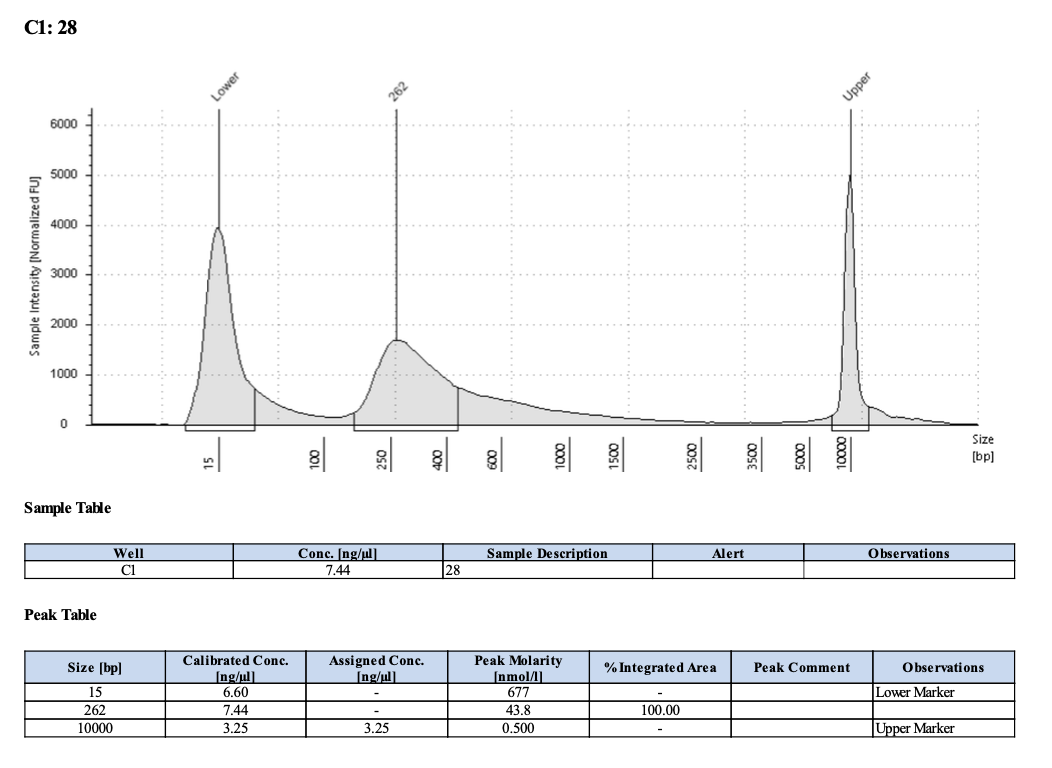 C1: 28
Lower
262
Upper
Sample Intensity [Normalized FU]
6000
5000
4000
3000
2000
1000
0
15
100
250
400
600
1000
1500
2500
3500
5000
10000
Size
[bp]
Sample Table
Well Conc. [ng/µl] Sample Description Alert Observations
C1 7.44 28
Peak Table
Size [bp] Calibrated Conc. [ng/µl] Assigned Conc. [ng/µl] Peak Molarity [nmol/l] % Integrated Area Peak Comment Observations
15 6.60 - 677 - Lower Marker
262 7.44 - 43.8 100.00
10000 3.25 3.25 0.500 - Upper Marker